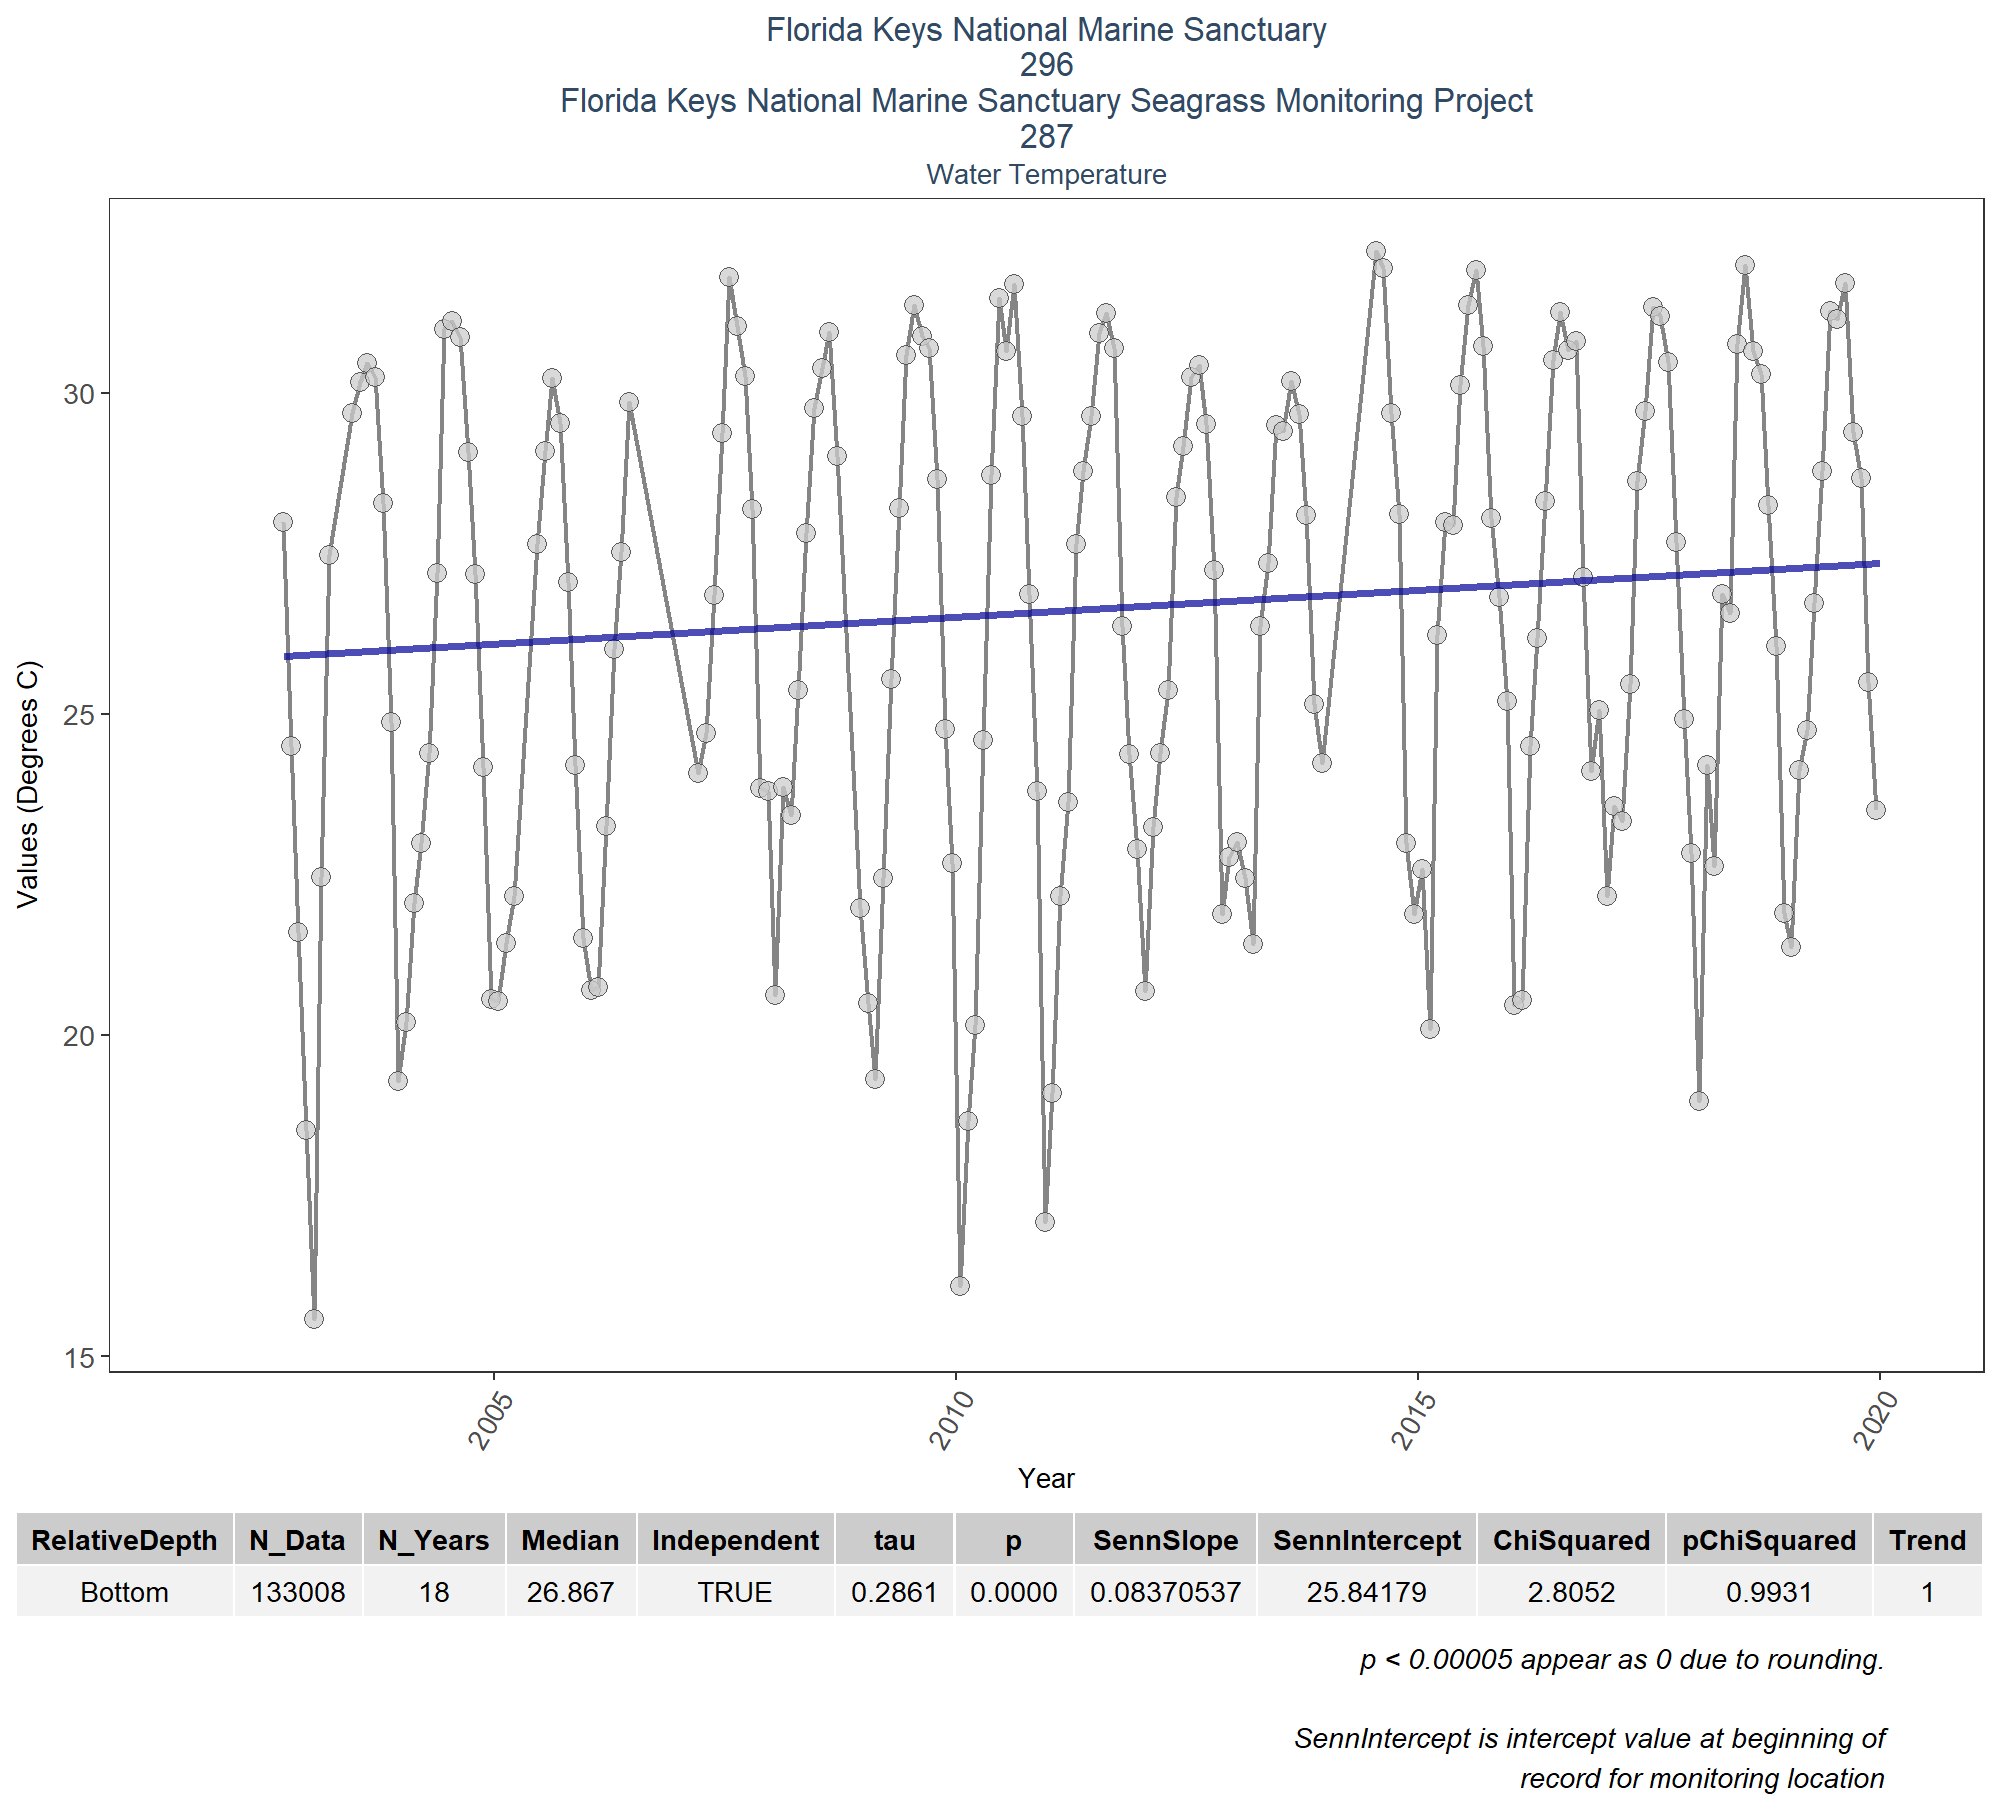 Florida Keys National Marine Sanctuary
296
Florida Keys National Marine Sanctuary Seagrass Monitoring Project
287
Water Temperature
Values (Degrees C)
30
25
20
15
2005
2010
2015
2020
Year
RelativeDepth N_Data N_Years Median Independent tau p SennSlope SennIntercept ChiSquared pChiSquared Trend
Bottom 133008 18 26.867 TRUE 0.2861 0.0000 0.08370537 25.84179 2.8052 0.9931 1
p < 0.00005 appear as 0 due to rounding.
SennIntercept is intercept value at beginning of
record for monitoring location